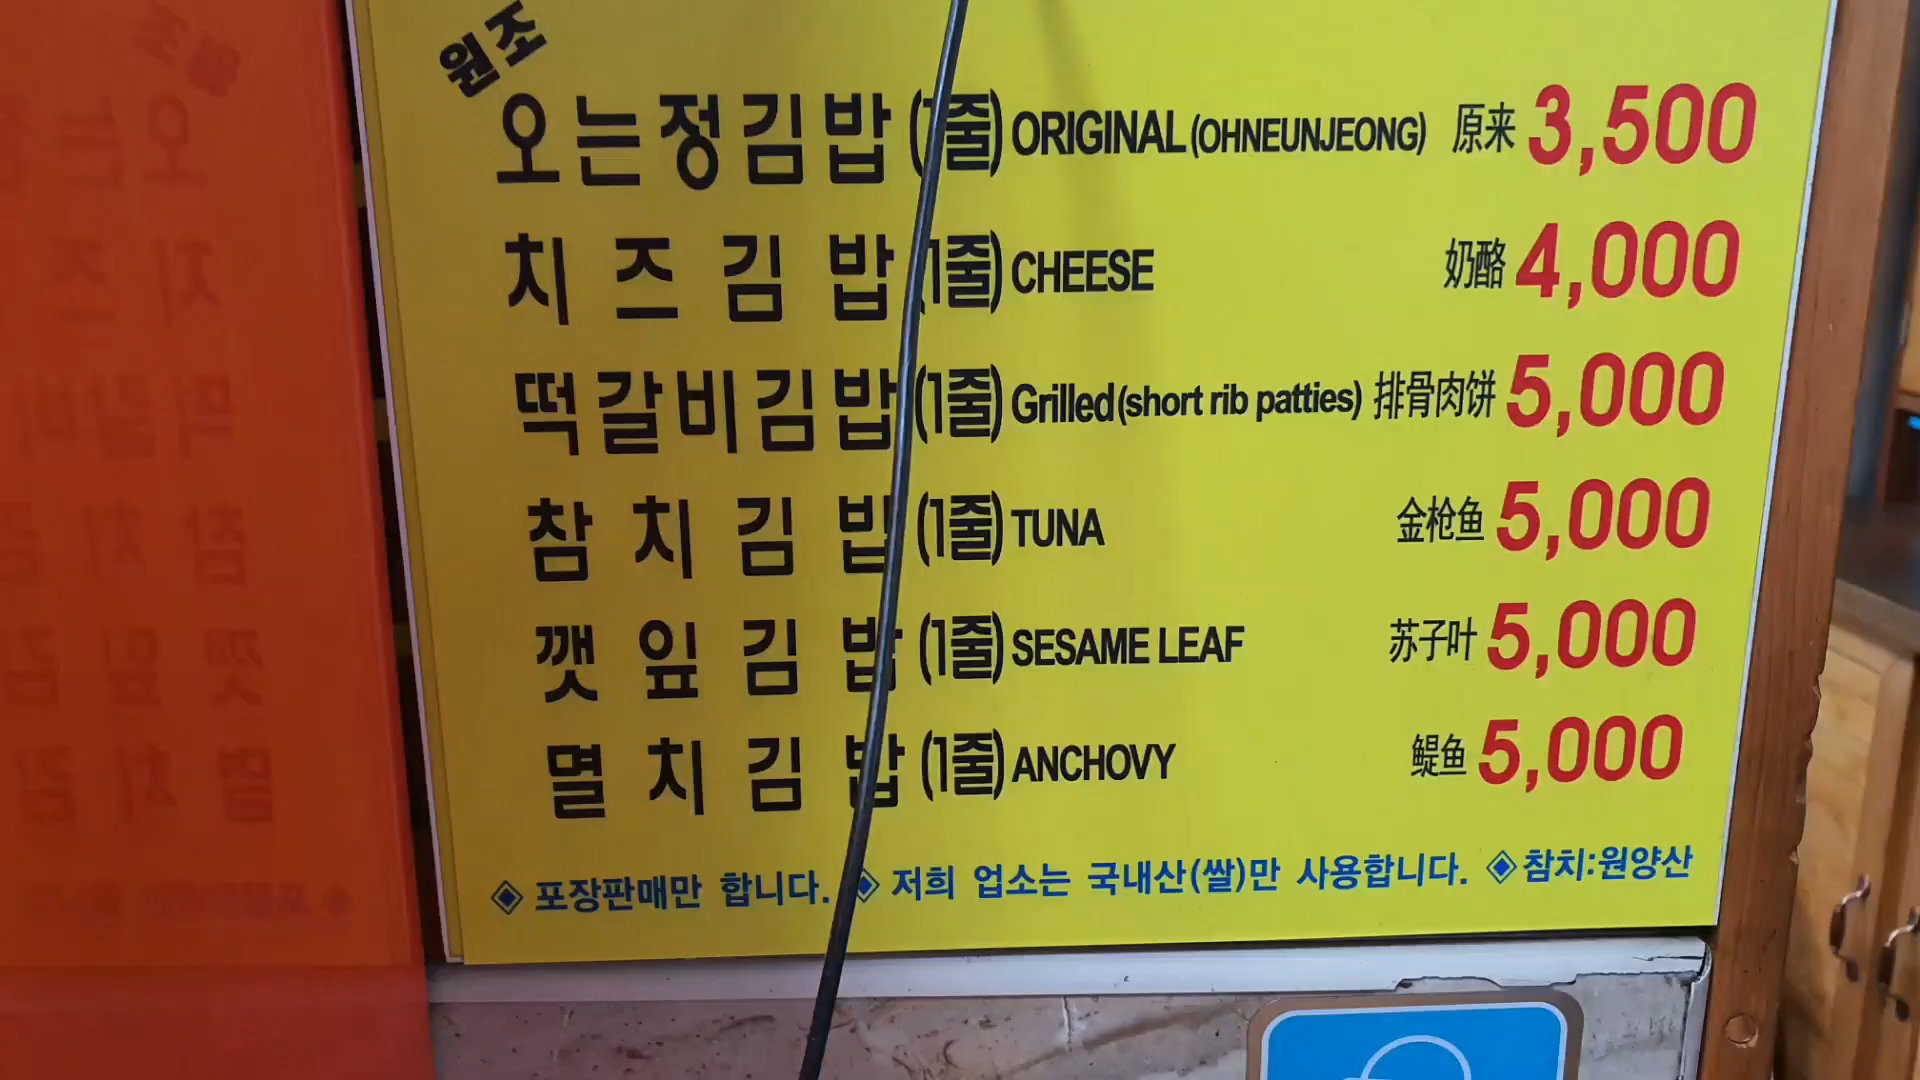 원조
오는정김밥 (1줄) ORIGINAL (OHNEUNJEONG) 原来 3,500
치즈김밥 (1줄) CHEESE 奶酪 4,000
떡갈비김밥 (1줄) Grilled (short rib patties) 排骨肉饼 5,000
참치김밥 (1줄) TUNA 金枪鱼 5,000
깻잎김밥 (1줄) SESAME LEAF 苏子叶 5,000
멸치김밥 (1줄) ANCHOVY 鳀鱼 5,000
◈ 포장판매만 합니다. ◈ 저희 업소는 국내산(쌀)만 사용합니다. ◈ 참치:원양산